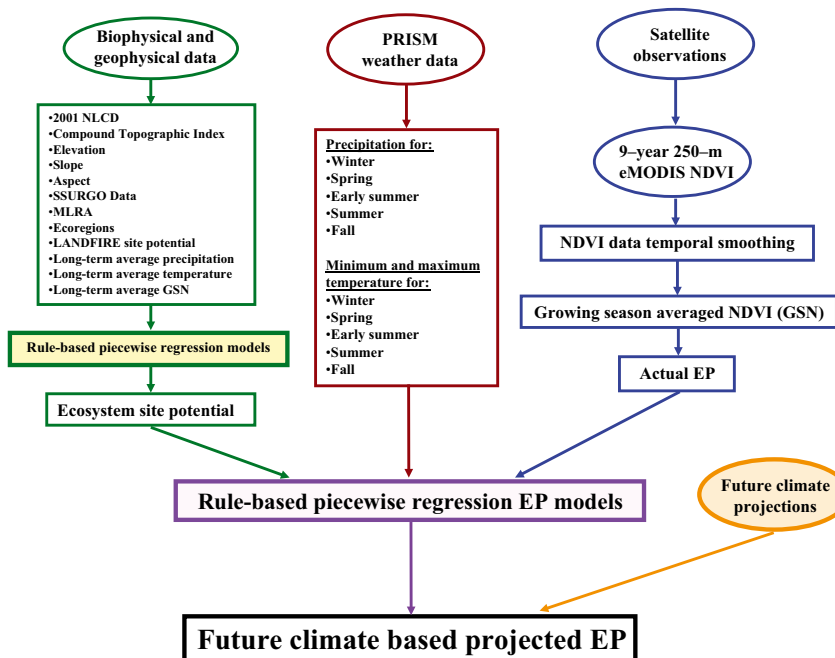 Biophysical and
geophysical data
•2001 NLCD
•Compound Topographic Index
•Elevation
•Slope
•Aspect
•SSURGO Data
•MLRA
•Ecoregions
•LANDFIRE site potential
•Long-term average precipitation
•Long-term average temperature
•Long-term average GSN
Rule-based piecewise regression models
Ecosystem site potential
PRISM
weather data
Precipitation for:
•Winter
•Spring
•Early summer
•Summer
•Fall
Minimum and maximum
temperature for:
•Winter
•Spring
•Early summer
•Summer
•Fall
Satellite
observations
9–year 250–m
eMODIS NDVI
NDVI data temporal smoothing
Growing season averaged NDVI (GSN)
Actual EP
Rule-based piecewise regression EP models
Future climate
projections
Future climate based projected EP